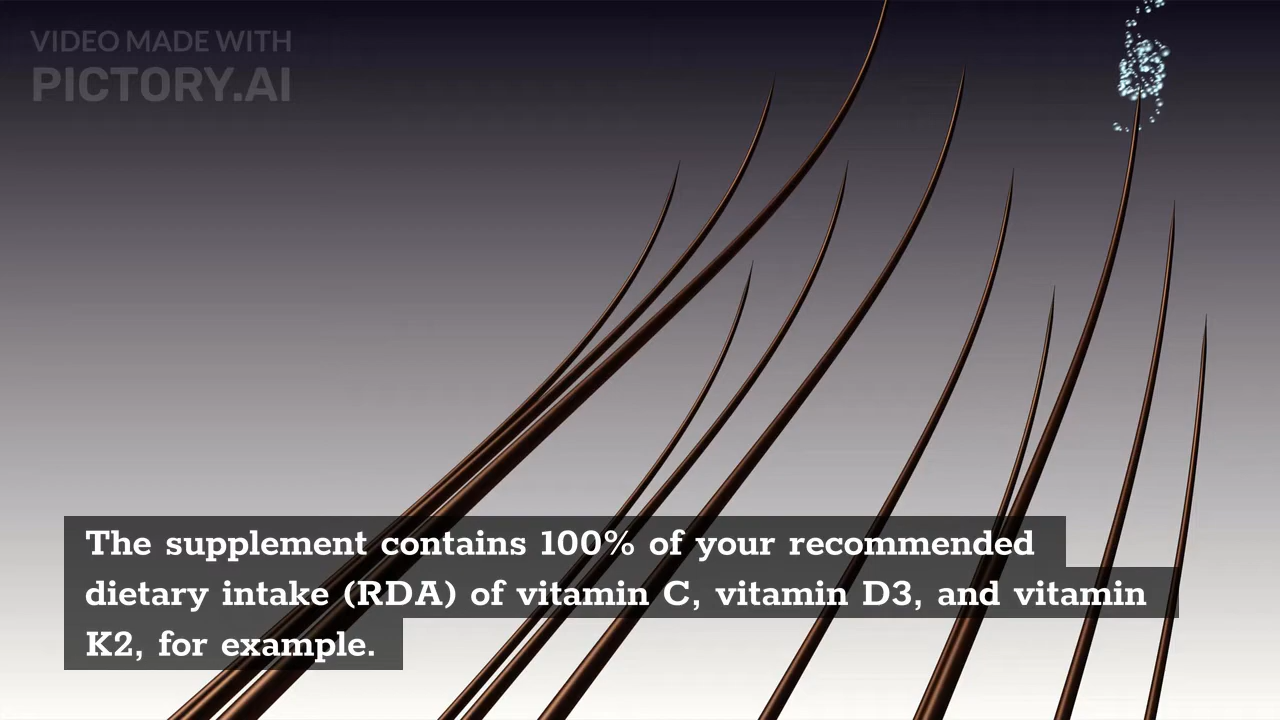 VIDEO MADE WITH
PICTORY.AI
The supplement contains 100% of your recommended
dietary intake (RDA) of vitamin C, vitamin D3, and vitamin
K2, for example.